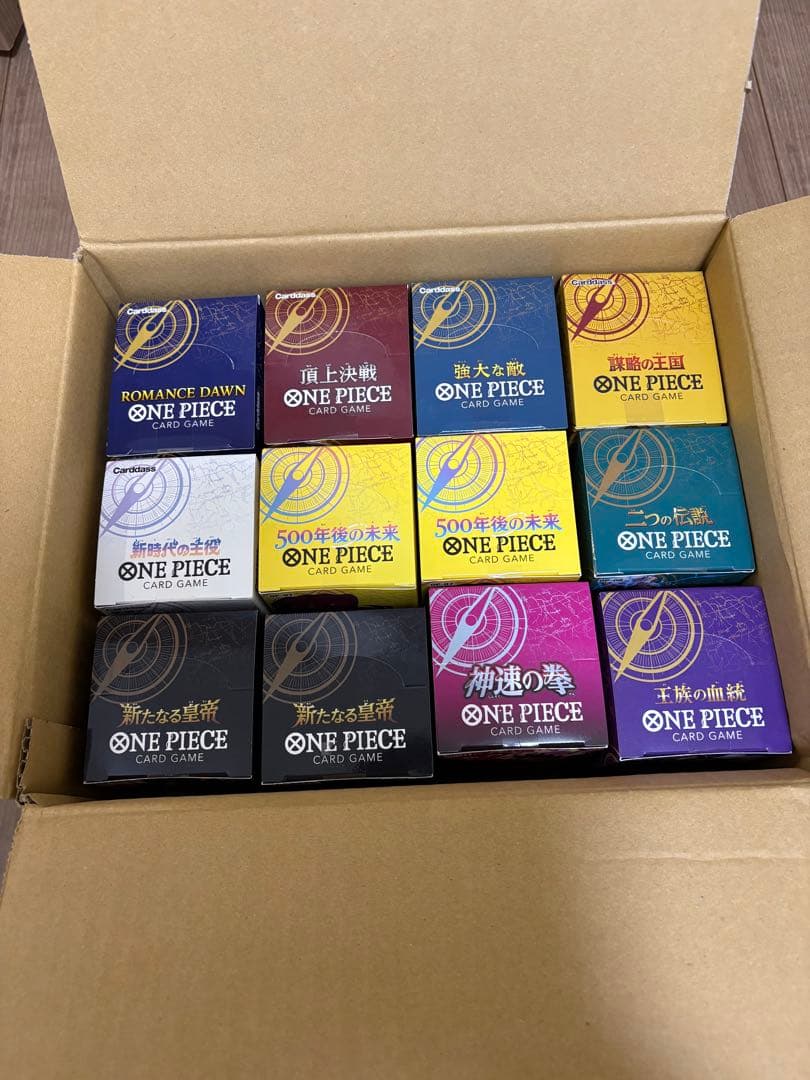 Carddass
ROMANCE DAWN
ONE PIECE
CARD GAME
Carddass
頂上決戦
ONE PIECE
CARD GAME
Carddass
強大な敵
ONE PIECE
CARD GAME
Carddass
謀略の王国
ONE PIECE
CARD GAME
Carddass
新時代の主役
ONE PIECE
CARD GAME
500年後の未来
ONE PIECE
CARD GAME
500年後の未来
ONE PIECE
CARD GAME
二つの伝説
ONE PIECE
CARD GAME
新たなる皇帝
ONE PIECE
CARD GAME
新たなる皇帝
ONE PIECE
CARD GAME
神速の拳
ONE PIECE
CARD GAME
王族の血統
ONE PIECE
CARD GAME